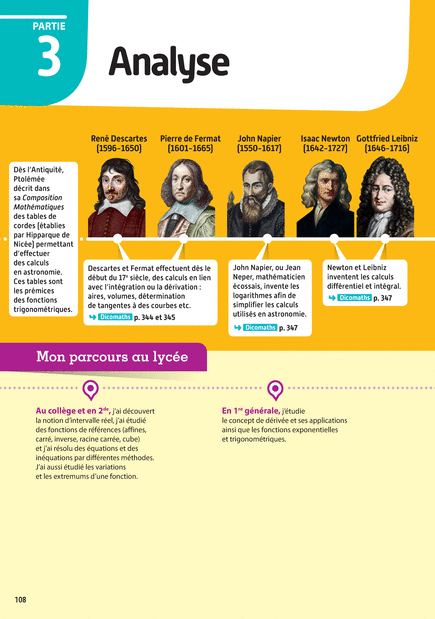 PARTIE
3
Analyse
René Descartes
(1596-1650)
Pierre de Fermat
(1601-1665)
John Napier
(1550-1617)
Isaac Newton
(1642-1727)
Gottfried Leibniz
(1646-1716)
Dès l'Antiquité,
Ptolémée
décrit dans
sa Composition
Mathématiques
des tables de
cordes (établies
par Hipparque de
Nicée) permettant
d'effectuer
des calculs
en astronomie.
Ces tables sont
les prémices
des fonctions
trigonométriques.
Descartes et Fermat effectuent dès le
début du 17e siècle, des calculs en lien
avec l'intégration ou la dérivation :
aires, volumes, détermination
de tangentes à des courbes etc.
Dicomaths p. 344 et 345
John Napier, ou Jean
Neper, mathématicien
écossais, invente les
logarithmes afin de
simplifier les calculs
utilisés en astronomie.
Dicomaths p. 347
Newton et Leibniz
inventent les calculs
différentiel et intégral.
Dicomaths p. 347
Mon parcours au lycée
Au collège et en 2de, j'ai découvert
la notion d'intervalle réel, j'ai étudié
des fonctions de références (affines,
carré, inverse, racine carrée, cube)
et j'ai résolu des équations et des
inéquations par différentes méthodes.
J'ai aussi étudié les variations
et les extremums d'une fonction.
En 1re générale, j'étudie
le concept de dérivée et ses applications
ainsi que les fonctions exponentielles
et trigonométriques.
108